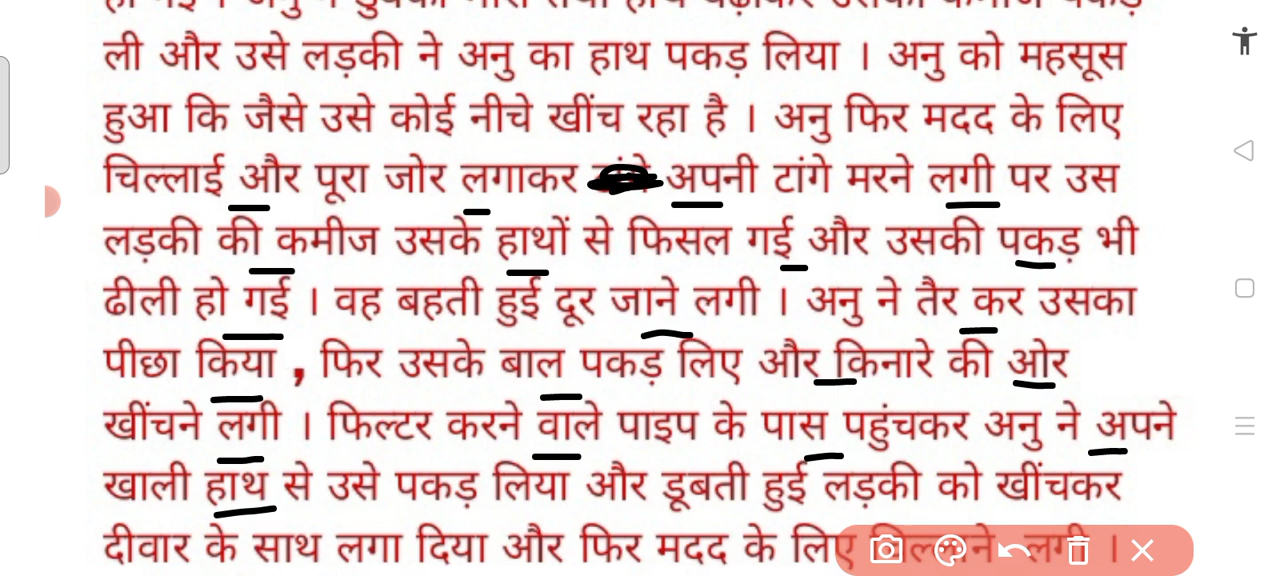 ली और उसे लड़की ने अनु का हाथ पकड़ लिया । अनु को महसूस
हुआ कि जैसे उसे कोई नीचे खींच रहा है । अनु फिर मदद के लिए
चिल्लाई और पूरा जोर लगाकर अपनी टांगे मरने लगी पर उस
लड़की की कमीज उसके हाथों से फिसल गई और उसकी पकड़ भी
ढीली हो गई । वह बहती हुई दूर जाने लगी । अनु ने तैर कर उसका
पीछा किया , फिर उसके बाल पकड़ लिए और किनारे की ओर
खींचने लगी । फिल्टर करने वाले पाइप के पास पहुंचकर अनु ने अपने
खाली हाथ से उसे पकड़ लिया और डूबती हुई लड़की को खींचकर
दीवार के साथ लगा दिया और फिर मदद के लिए